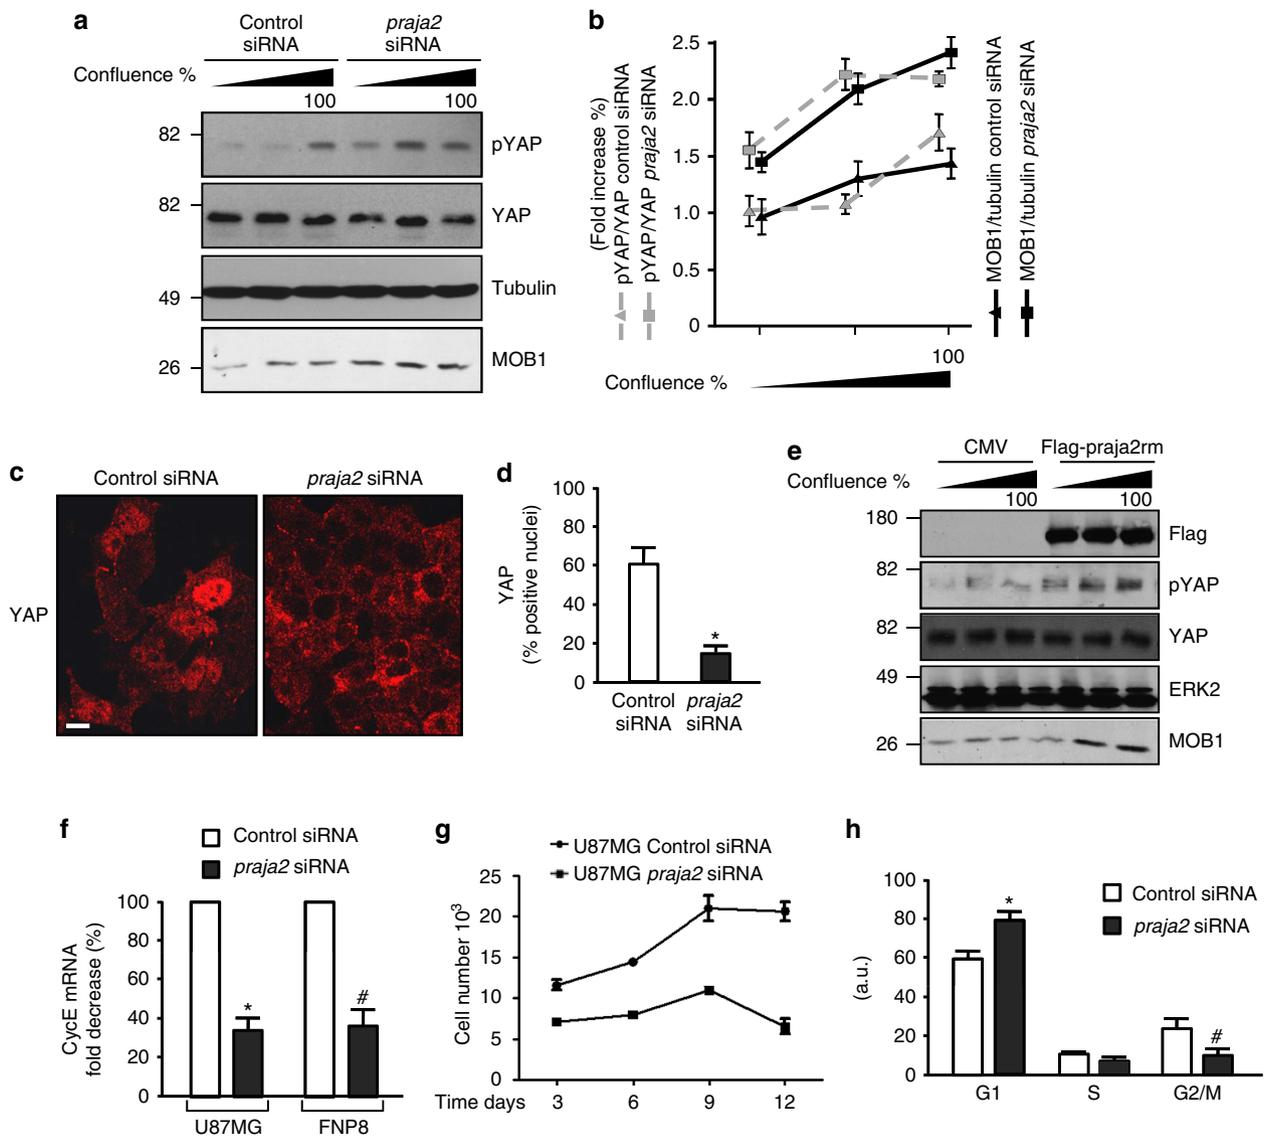 a
Control siRNA
praja2 siRNA
Confluence %
100
100
82
pYAP
82
YAP
49
Tubulin
26
MOB1
b
(Fold increase %)
pYAP/YAP control siRNA
pYAP/YAP praja2 siRNA
2.5
2.0
1.5
1.0
0.5
0
100
Confluence %
MOB1/tubulin control siRNA
MOB1/tubulin praja2 siRNA
c
Control siRNA
praja2 siRNA
YAP
d
YAP
(% positive nuclei)
100
80
60
40
20
0
*
Control siRNA
praja2 siRNA
e
CMV
Flag-praja2rm
Confluence %
100
100
180
Flag
82
pYAP
82
YAP
49
ERK2
26
MOB1
f
Control siRNA
praja2 siRNA
CycE mRNA
fold decrease (%)
100
80
60
40
20
0
*
#
U87MG
FNP8
g
U87MG Control siRNA
U87MG praja2 siRNA
Cell number 10³
25
20
15
10
5
0
Time days
3
6
9
12
h
Control siRNA
praja2 siRNA
(a.u.)
100
80
60
40
20
0
*
#
G1
S
G2/M